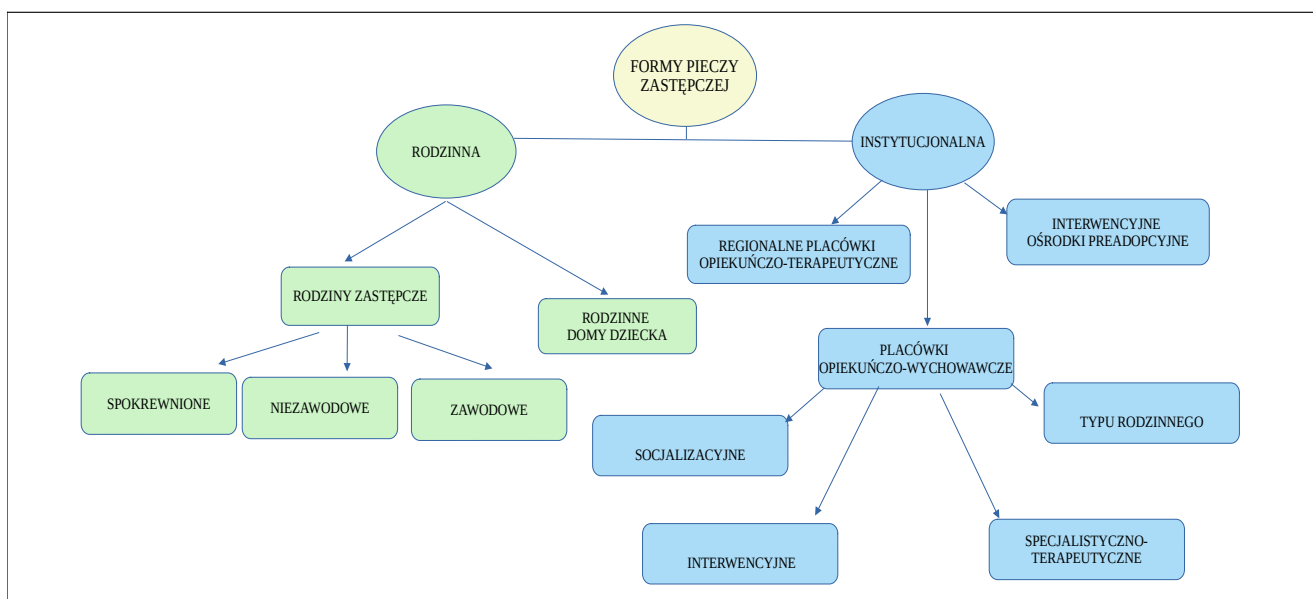 FORMY PIECZY
ZASTĘPCZEJ
RODZINNA
INSTYTUCJONALNA
REGIONALNE PLACÓWKI
OPIEKUŃCZO-TERAPEUTYCZNE
INTERWENCYJNE
OŚRODKI PREADOPCYJNE
RODZINY ZASTĘPCZE
RODZINNE
DOMY DZIECKA
PLACÓWKI
OPIEKUŃCZO-WYCHOWAWCZE
SPOKREWNIONE
NIEZAWODOWE
ZAWODOWE
SOCJALIZACYJNE
TYPU RODZINNEGO
INTERWENCYJNE
SPECJALISTYCZNO-
TERAPEUTYCZNE